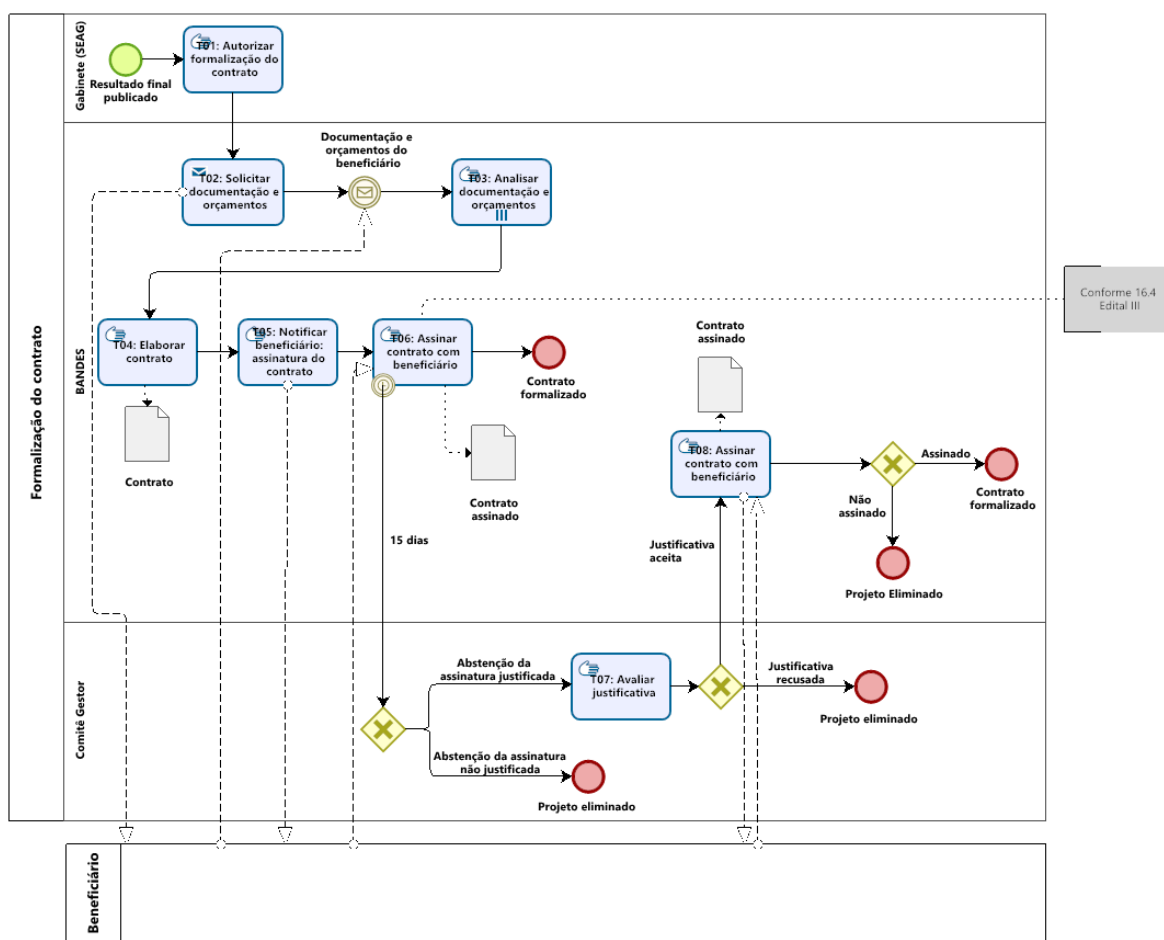 Formalização do contrato
Gabinete (SEAG)
Resultado final
publicado
T01: Autorizar
formalização do
contrato
BANDES
T02: Solicitar
documentação e
orçamentos
Documentação e
orçamentos do
beneficiário
T03: Analisar
documentação e
orçamentos
Conforme 16.4
Edital III
T04: Elaborar
contrato
Contrato
T05: Notificar
beneficiário:
assinatura do
contrato
T06: Assinar
contrato com
beneficiário
Contrato
formalizado
Contrato
assinado
15 dias
Contrato
assinado
T08: Assinar
contrato com
beneficiário
Assinado
Contrato
formalizado
Não
assinado
Projeto Eliminado
Justificativa
aceita
Comitê Gestor
Abstenção da
assinatura justificada
T07: Avaliar
justificativa
Justificativa
recusada
Projeto eliminado
Abstenção da assinatura
não justificada
Projeto eliminado
Beneficiário